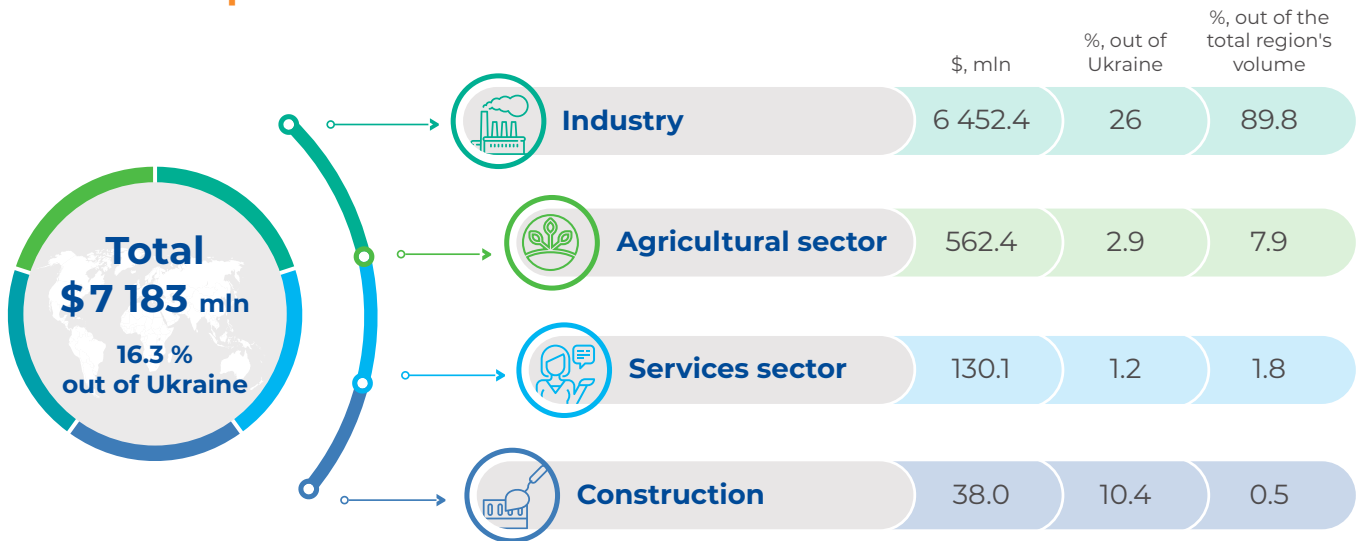 $, mln
%, out of
Ukraine
%, out of the
total region's
volume
Industry 6 452.4 26 89.8
Total
$ 7 183 mln
16.3 %
out of Ukraine
Agricultural sector 562.4 2.9 7.9
Services sector 130.1 1.2 1.8
Construction 38.0 10.4 0.5